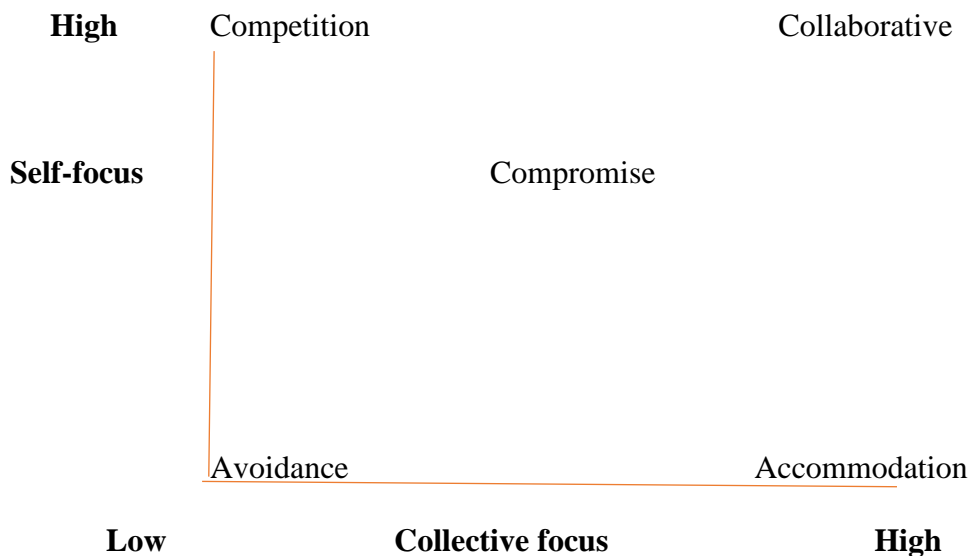 High Competition Collaborative
Self-focus Compromise
Avoidance Accommodation
Low Collective focus High